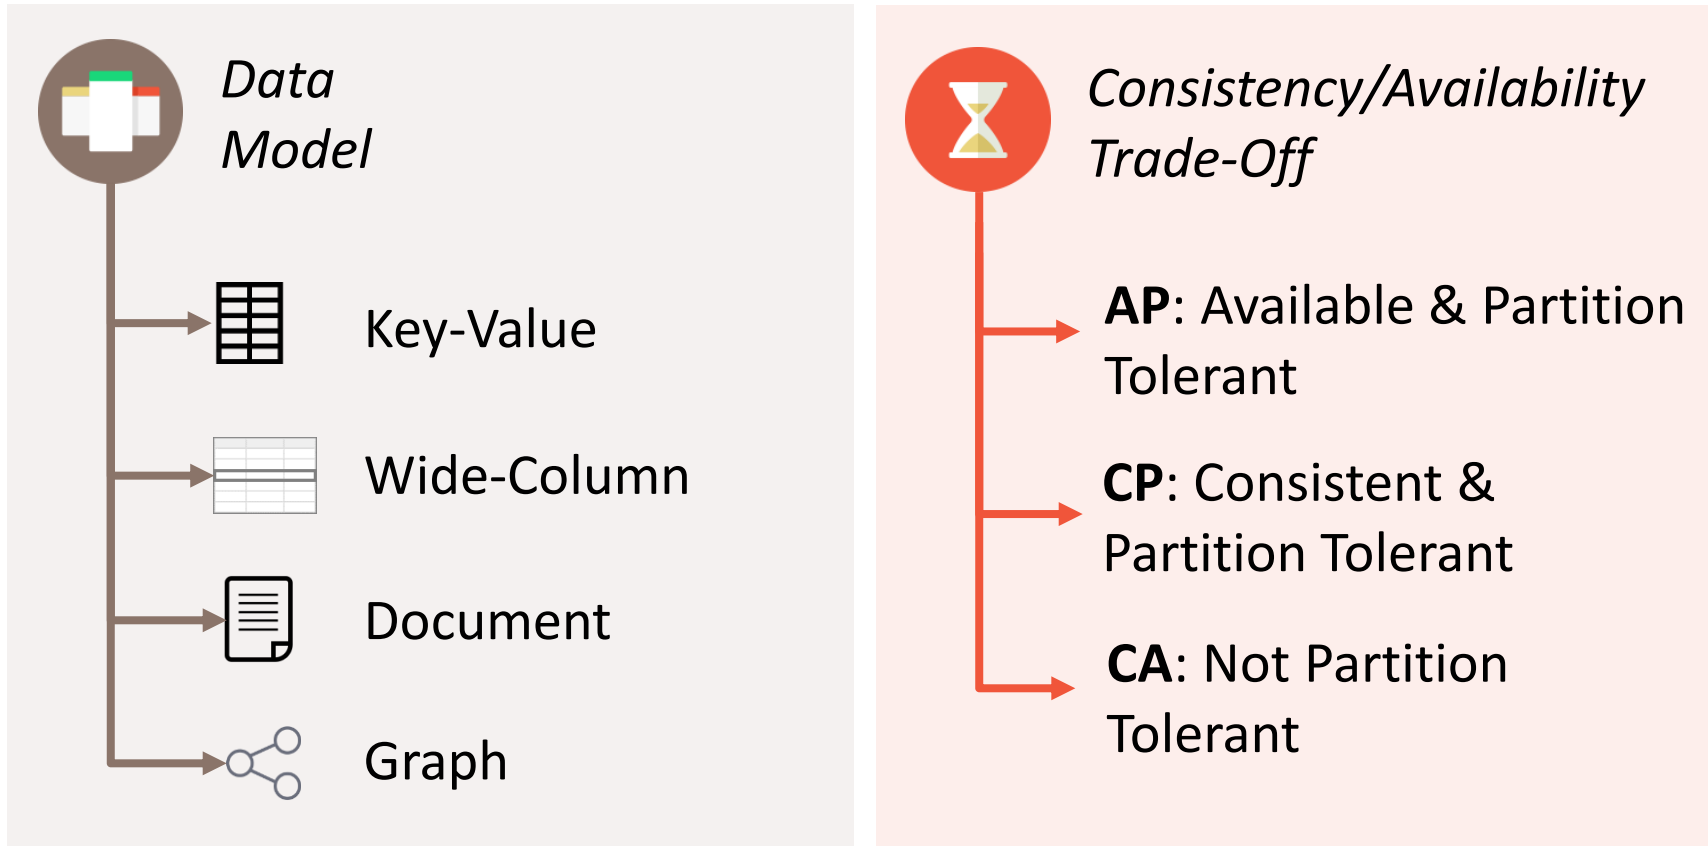 Data
Model
Key-Value
Wide-Column
Document
Graph
Consistency/Availability
Trade-Off
AP: Available & Partition
Tolerant
CP: Consistent &
Partition Tolerant
CA: Not Partition
Tolerant